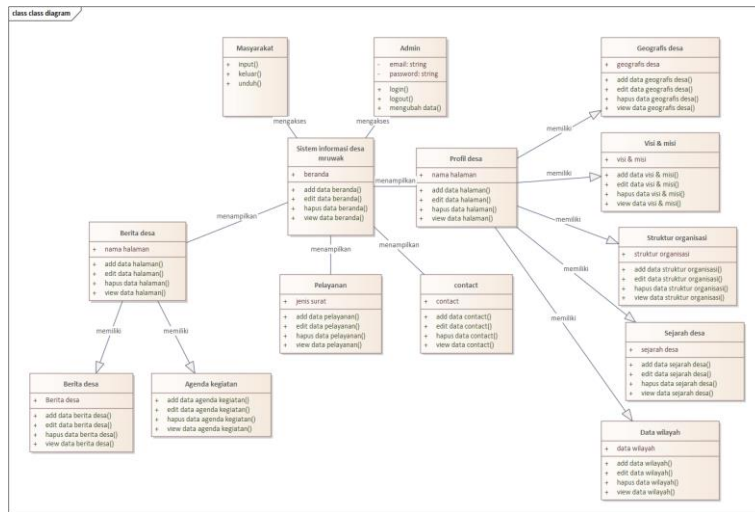 class class diagram
Masyarakat
+ input()
+ keluar()
+ unduh()
Admin
- email: string
- password: string
+ login()
+ logout()
+ mengubah data()
mengakses
mengakses
Sistem informasi desa
mruwak
+ beranda
+ add data beranda()
+ edit data beranda()
+ hapus data beranda()
+ view data beranda()
menampilkan
Profil desa
+ nama halaman
+ add data halaman()
+ edit data halaman()
+ hapus data halaman()
+ view data halaman()
memiliki
Geografis desa
+ geografis desa
+ add data geografis desa()
+ edit data geografis desa()
+ hapus data geografis desa()
+ view data geografis desa()
memiliki
Visi & misi
+ visi & misi
+ add data visi & misi()
+ edit data visi & misi()
+ hapus data visi & misi()
+ view data visi & misi()
memiliki
Struktur organisasi
+ struktur organisasi
+ add data struktur organisasi()
+ edit data struktur organisasi()
+ hapus data struktur organisasi()
+ view data struktur organisasi()
memiliki
Sejarah desa
+ sejarah desa
+ add data sejarah desa()
+ edit data sejarah desa()
+ hapus data sejarah desa()
+ view data sejarah desa()
memiliki
Data wilayah
+ data wilayah
+ add data wilayah()
+ edit data wilayah()
+ hapus data wilayah()
+ view data wilayah()
menampilkan
Berita desa
+ nama halaman
+ add data halaman()
+ edit data halaman()
+ hapus data halaman()
+ view data halaman()
menampilkan
Pelayanan
+ jenis surat
+ add data pelayanan()
+ edit data pelayanan()
+ hapus data pelayanan()
+ view data pelayanan()
menampilkan
contact
+ contact
+ add data contact()
+ edit data contact()
+ hapus data contact()
+ view data contact()
memiliki
memiliki
Berita desa
+ Berita desa
+ add data berita desa()
+ edit data berita desa()
+ hapus data berita desa()
+ view data berita desa()
Agenda kegiatan
+ add data agenda kegiatan()
+ edit data agenda kegiatan()
+ hapus data agenda kegiatan()
+ view data agenda kegiatan()